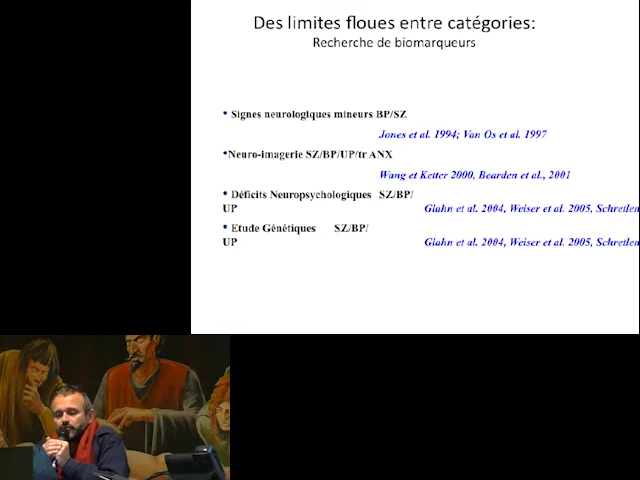 Des limites floues entre catégories:
Recherche de biomarqueurs
• Signes neurologiques mineurs BP/SZ
Jones et al. 1994; Van Os et al. 1997
•Neuro-imagerie SZ/BP/UP/tr ANX
Wang et Ketter 2000, Bearden et al., 2001
• Déficits Neuropsychologiques SZ/BP/
UP Glahn et al. 2004, Weiser et al. 2005, Schretlen
• Etude Génétiques SZ/BP/
UP Glahn et al. 2004, Weiser et al. 2005, Schretlen